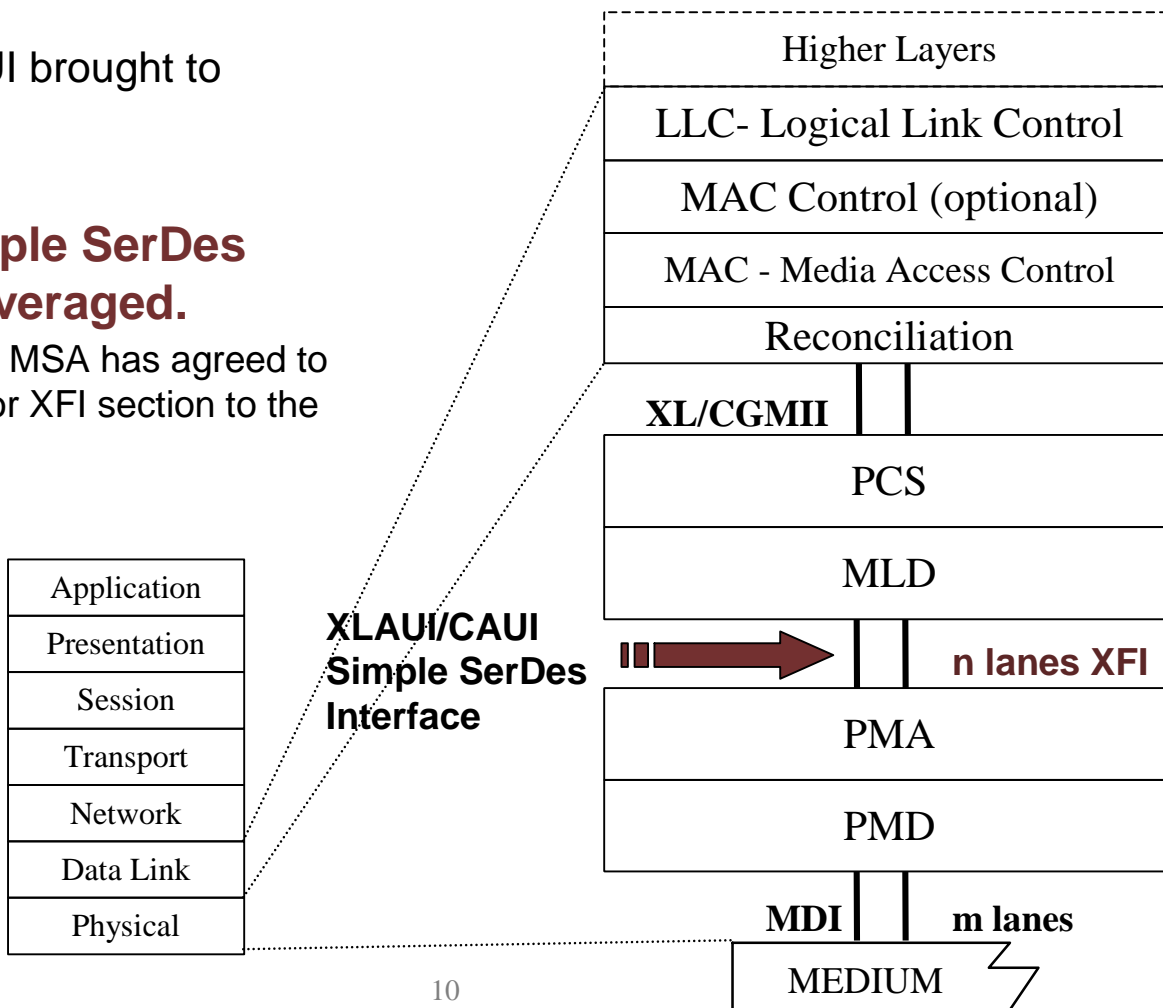 UI brought to
ple SerDes
veraged.
MSA has agreed to
or XFI section to the
Application
Presentation
Session
Transport
Network
Data Link
Physical
XLAUI/CAUI
Simple SerDes
Interface
Higher Layers
LLC- Logical Link Control
MAC Control (optional)
MAC - Media Access Control
Reconciliation
XL/CGMII
PCS
MLD
n lanes XFI
PMA
PMD
MDI m lanes
MEDIUM
10